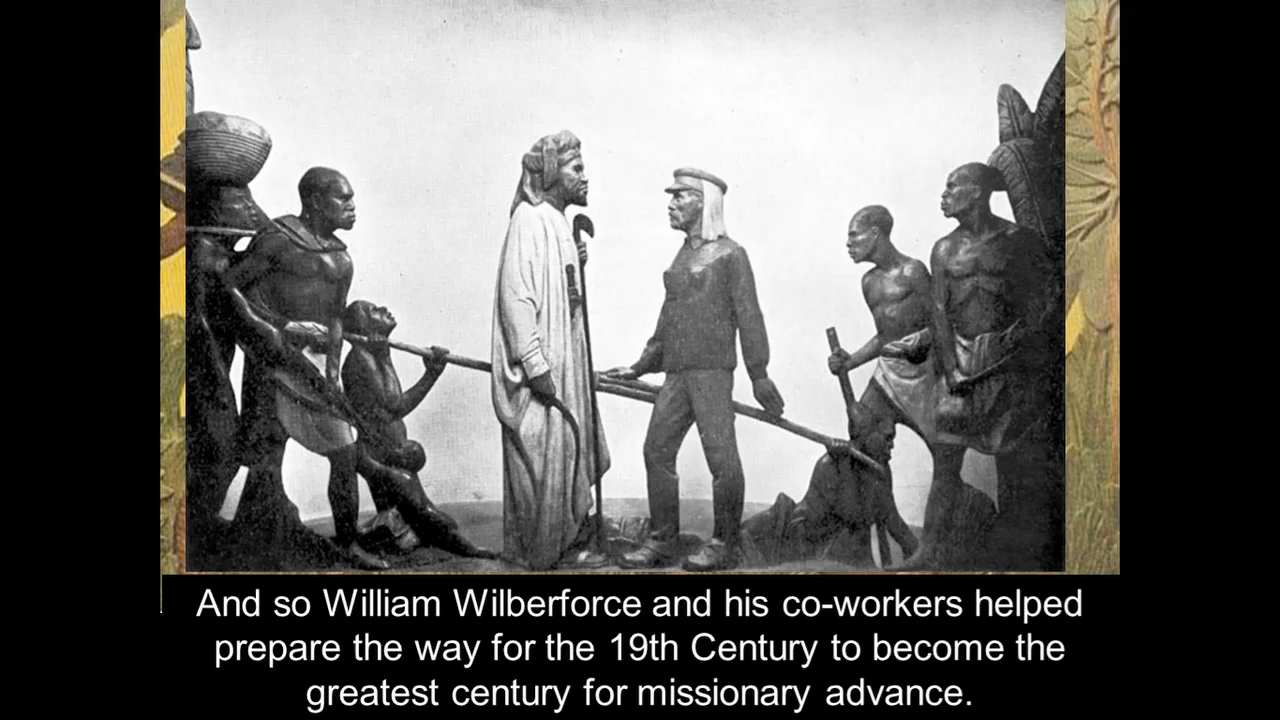 And so William Wilberforce and his co-workers helped
prepare the way for the 19th Century to become the
greatest century for missionary advance.